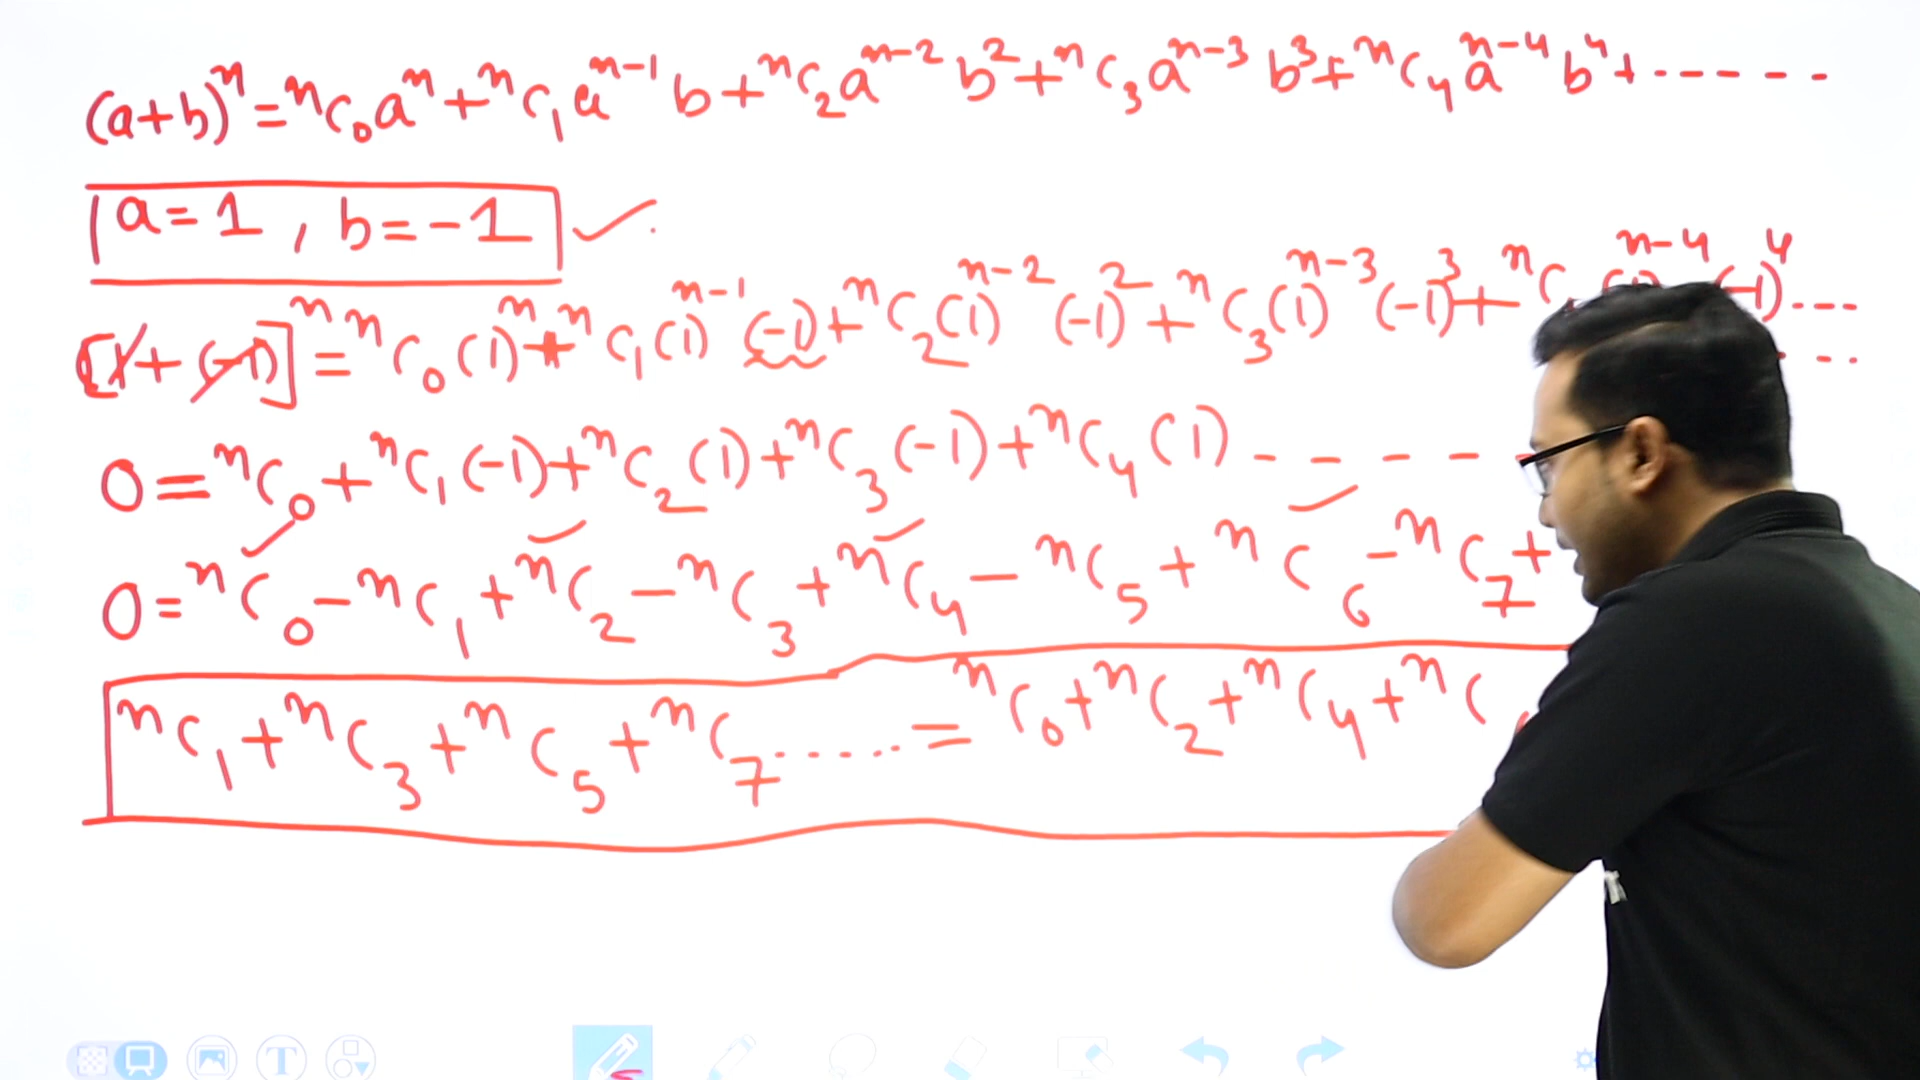 (a+b)ⁿ = ⁿC₀aⁿ + ⁿC₁aⁿ⁻¹b + ⁿC₂aⁿ⁻²b² + ⁿC₃aⁿ⁻³b³ + ⁿC₄aⁿ⁻⁴b⁴ + ------
a = 1 , b = -1
[1 + (-1)]ⁿ = ⁿC₀(1)ⁿ + ⁿC₁(1)ⁿ⁻¹(-1) + ⁿC₂(1)ⁿ⁻²(-1)² + ⁿC₃(1)ⁿ⁻³(-1)³ + ⁿC (1)ⁿ⁻⁴(-1)⁴ ---
0 = ⁿC₀ + ⁿC₁(-1) + ⁿC₂(1) + ⁿC₃(-1) + ⁿC₄(1) -----
0 = ⁿC₀ - ⁿC₁ + ⁿC₂ - ⁿC₃ + ⁿC₄ - ⁿC₅ + ⁿC₆ - ⁿC₇ +
ⁿC₁ + ⁿC₃ + ⁿC₅ + ⁿC₇ ...... = ⁿC₀ + ⁿC₂ + ⁿC₄ + ⁿC
T